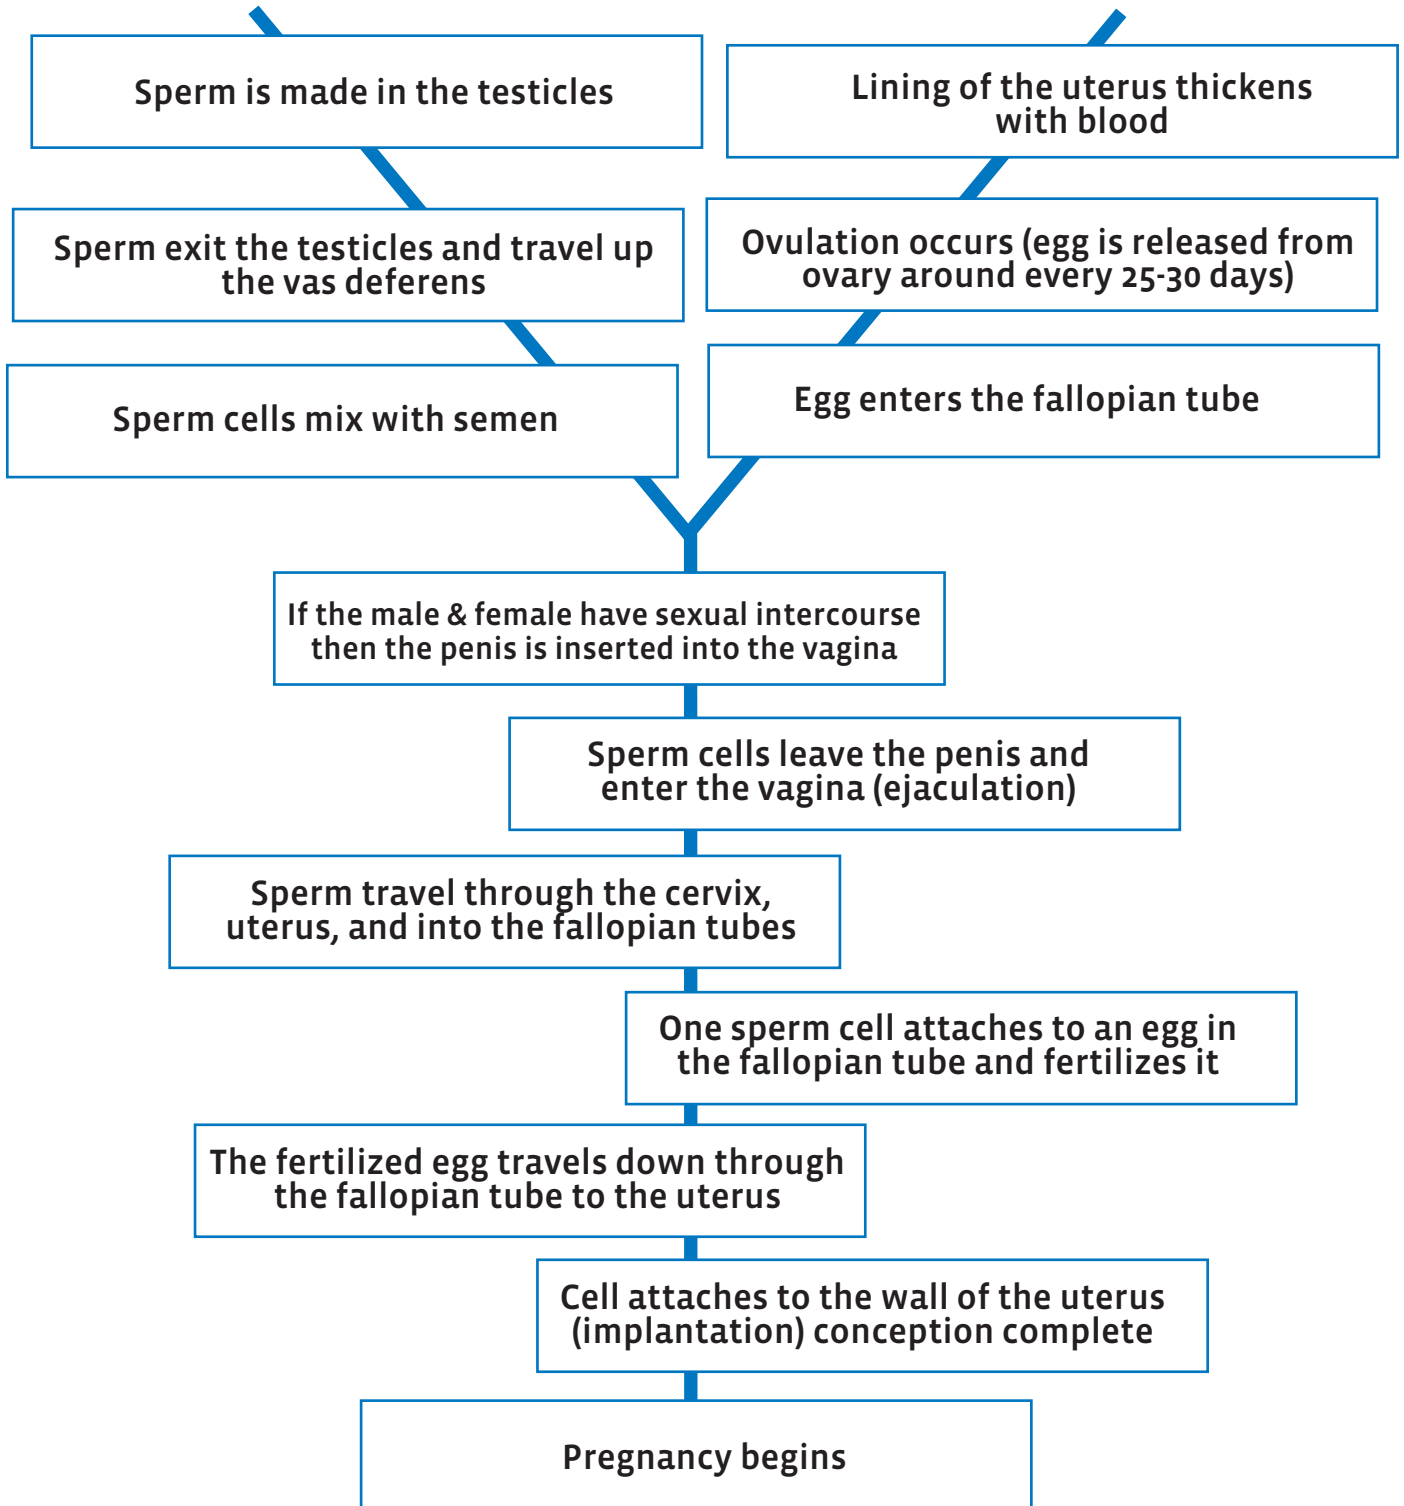 Sperm is made in the testicles
Lining of the uterus thickens
with blood
Sperm exit the testicles and travel up
the vas deferens
Ovulation occurs (egg is released from
ovary around every 25-30 days)
Sperm cells mix with semen
Egg enters the fallopian tube
If the male & female have sexual intercourse
then the penis is inserted into the vagina
Sperm cells leave the penis and
enter the vagina (ejaculation)
Sperm travel through the cervix,
uterus, and into the fallopian tubes
One sperm cell attaches to an egg in
the fallopian tube and fertilizes it
The fertilized egg travels down through
the fallopian tube to the uterus
Cell attaches to the wall of the uterus
(implantation) conception complete
Pregnancy begins